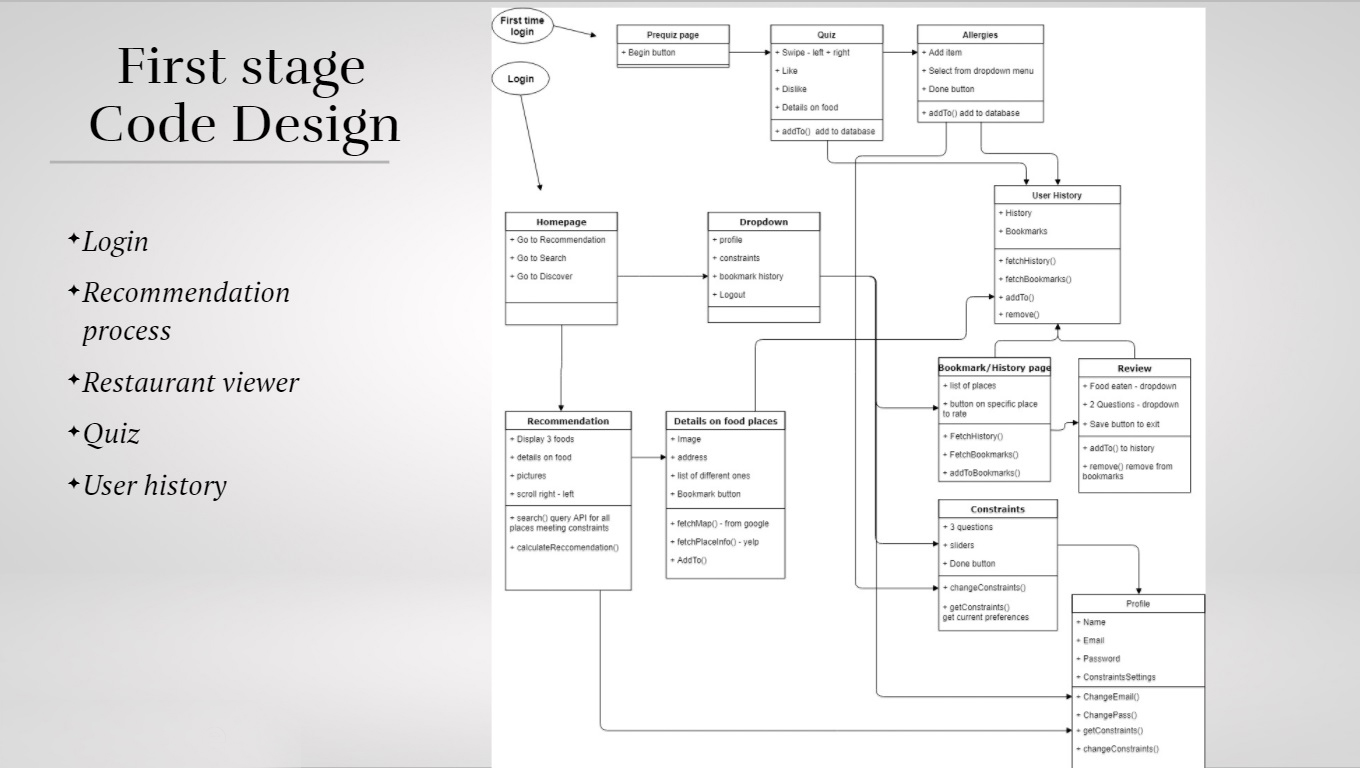 First stage
Code Design
✦Login
✦Recommendation
process
✦Restaurant viewer
✦Quiz
✦User history
First time
login
Login
Prequiz page
+ Begin button
Quiz
+ Swipe - left + right
+ Like
+ Dislike
+ Details on food
+ addTo() add to database
Allergies
+ Add item
+ Select from dropdown menu
+ Done button
+ addTo() add to database
User History
+ History
+ Bookmarks
+ fetchHistory()
+ fetchBookmarks()
+ addTo()
+ remove()
Homepage
+ Go to Recommendation
+ Go to Search
+ Go to Discover
Dropdown
+ profile
+ constraints
+ bookmark history
+ Logout
Bookmark/History page
+ list of places
+ button on specific place
to rate
+ FetchHistory()
+ FetchBookmarks()
+ addToBookmarks()
Review
+ Food eaten - dropdown
+ 2 Questions - dropdown
+ Save button to exit
+ addTo() to history
+ remove() remove from
bookmarks
Recommendation
+ Display 3 foods
+ details on food
+ pictures
+ scroll right - left
+ search() query API for all
places meeting constraints
+ calculateReccomendation()
Details on food places
+ Image
+ address
+ list of different ones
+ Bookmark button
+ fetchMap() - from google
+ fetchPlaceInfo() - yelp
+ AddTo()
Constraints
+ 3 questions
+ sliders
+ Done button
+ changeConstraints()
+ getConstraints()
get current preferences
Profile
+ Name
+ Email
+ Password
+ ConstraintsSettings
+ ChangeEmail()
+ ChangePass()
+ getConstraints()
+ changeConstraints()